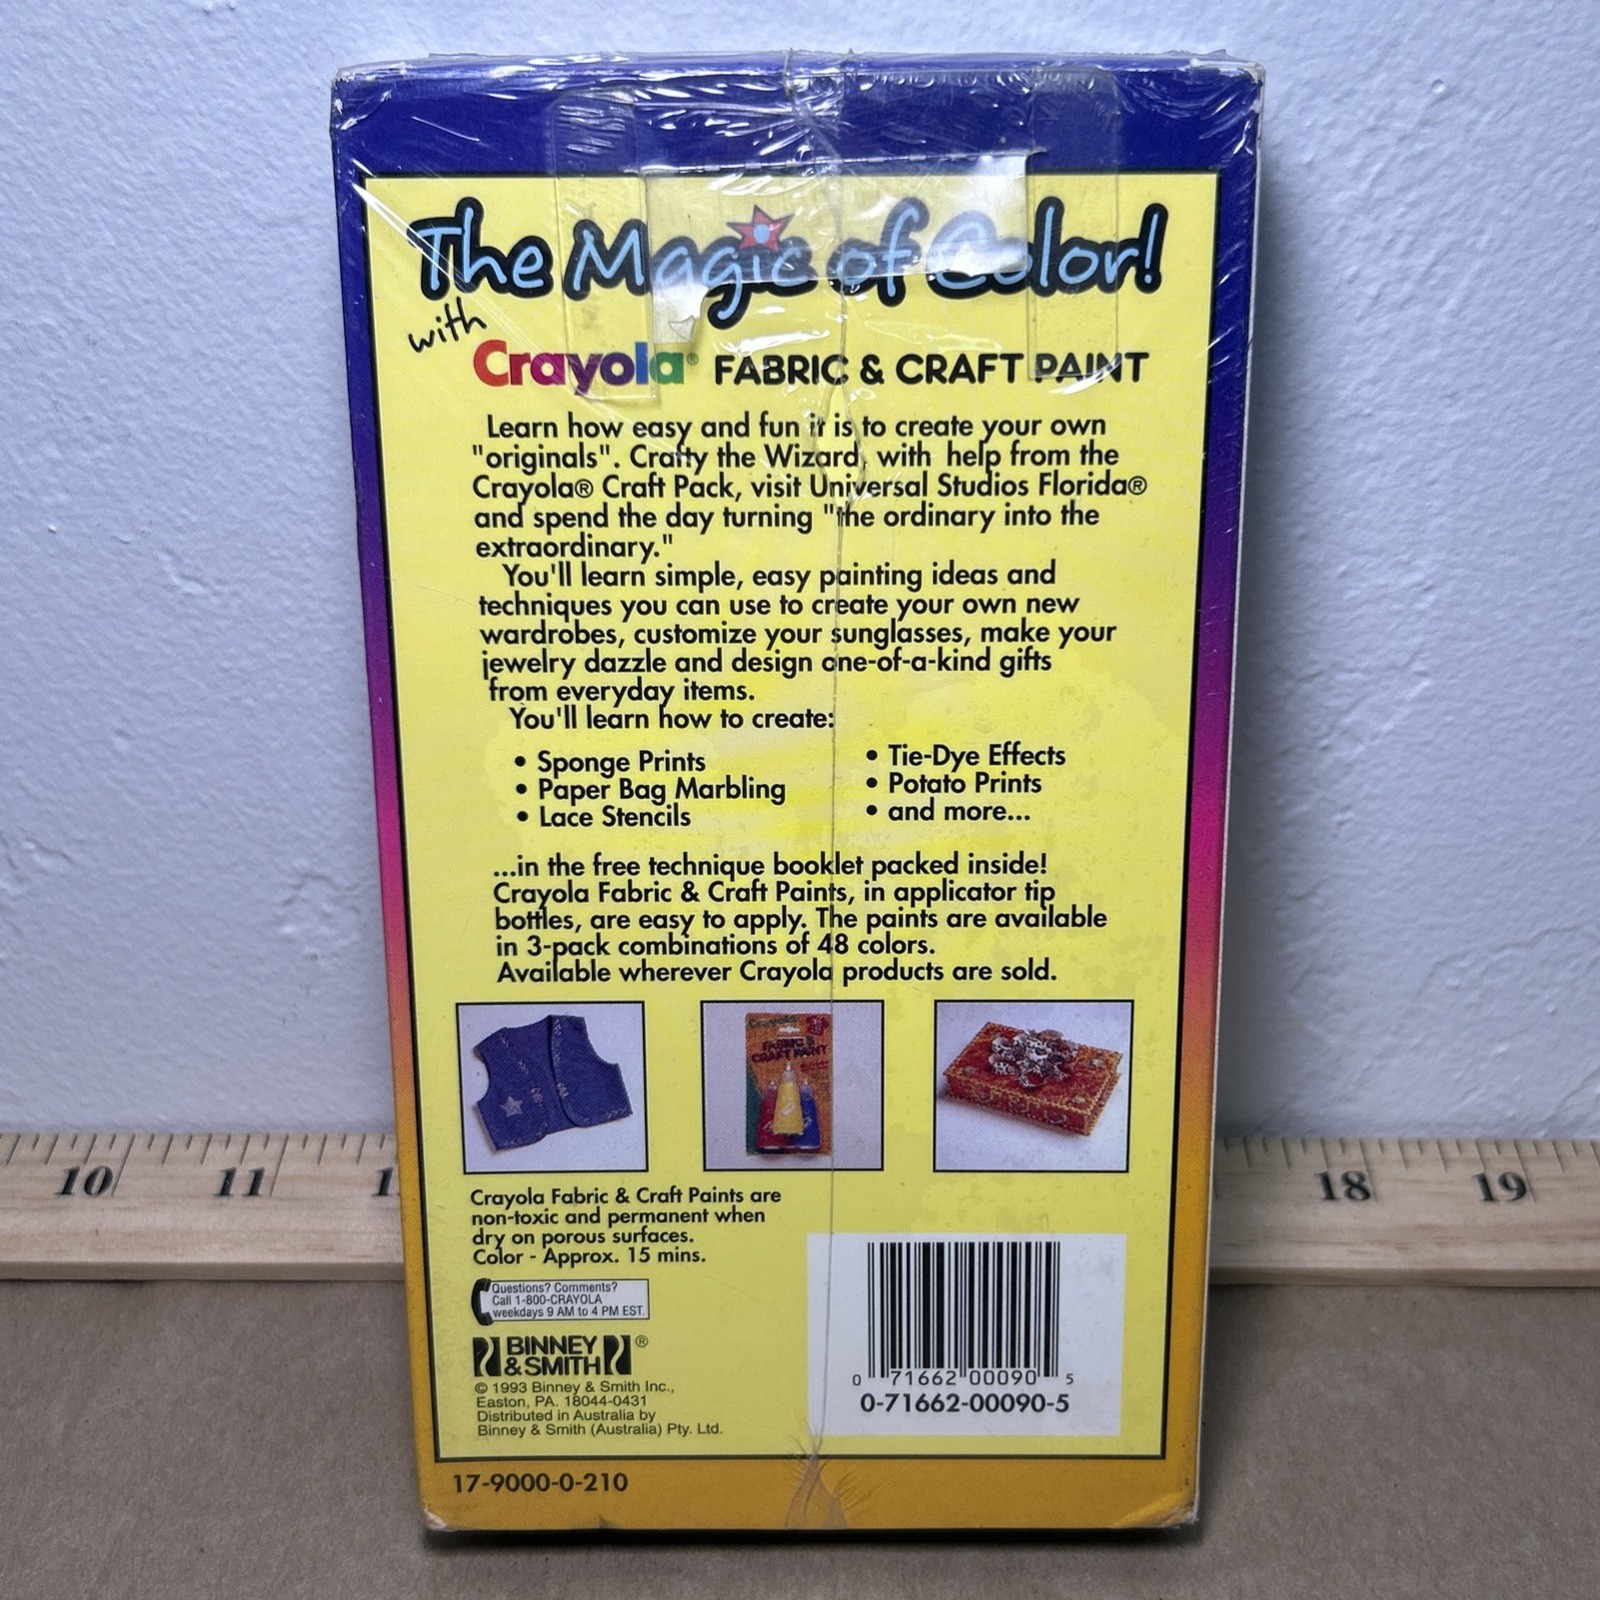 The Magic of Color!
with
Crayola® FABRIC & CRAFT PAINT
Learn how easy and fun it is to create your own
"originals". Crafty the Wizard, with help from the
Crayola® Craft Pack, visit Universal Studios Florida®
and spend the day turning "the ordinary into the
extraordinary."
You'll learn simple, easy painting ideas and
techniques you can use to create your own new
wardrobes, customize your sunglasses, make your
jewelry dazzle and design one-of-a-kind gifts
from everyday items.
You'll learn how to create:
• Sponge Prints
• Paper Bag Marbling
• Lace Stencils
• Tie-Dye Effects
• Potato Prints
• and more...
...in the free technique booklet packed inside!
Crayola Fabric & Craft Paints, in applicator tip
bottles, are easy to apply. The paints are available
in 3-pack combinations of 48 colors.
Available wherever Crayola products are sold.
Crayola
FABRIC &
CRAFT PAINT
Crayola Fabric & Craft Paints are
non-toxic and permanent when
dry on porous surfaces.
Color - Approx. 15 mins.
Questions? Comments?
Call 1-800-CRAYOLA
weekdays 9 AM to 4 PM EST.
BINNEY
& SMITH ®
© 1993 Binney & Smith Inc.,
Easton, PA. 18044-0431
Distributed in Australia by
Binney & Smith (Australia) Pty. Ltd.
0 71662 00090 5
0-71662-00090-5
17-9000-0-210
10 11 18 19